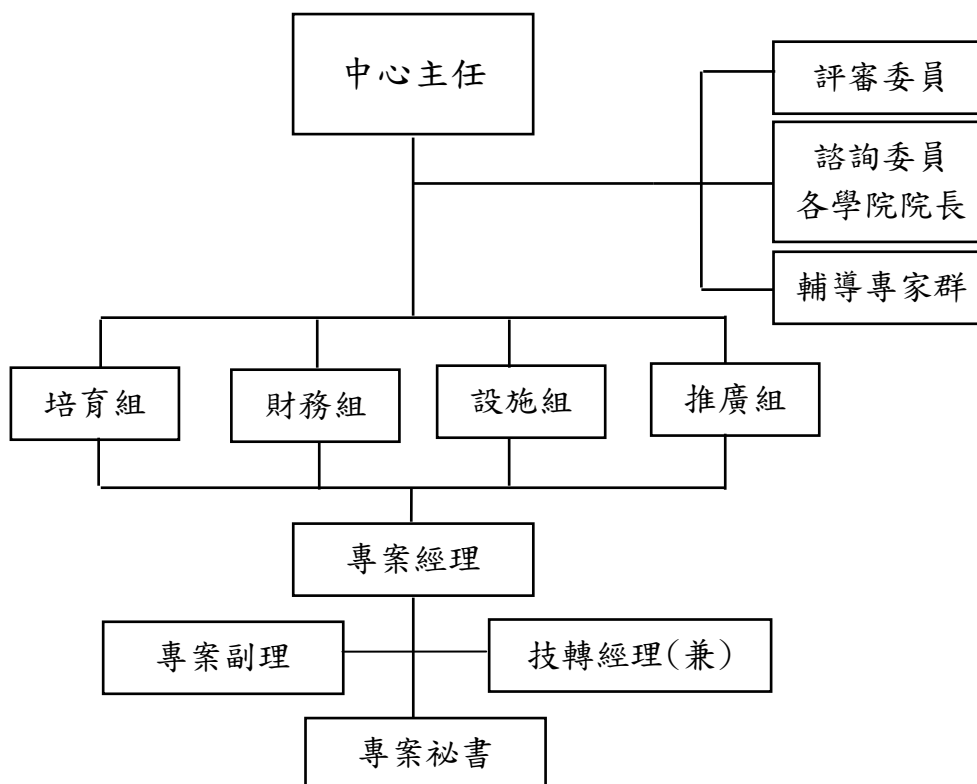 中心主任
評審委員
諮詢委員
各學院院長
輔導專家群
培育組
財務組
設施組
推廣組
專案經理
專案副理
技轉經理(兼)
專案祕書